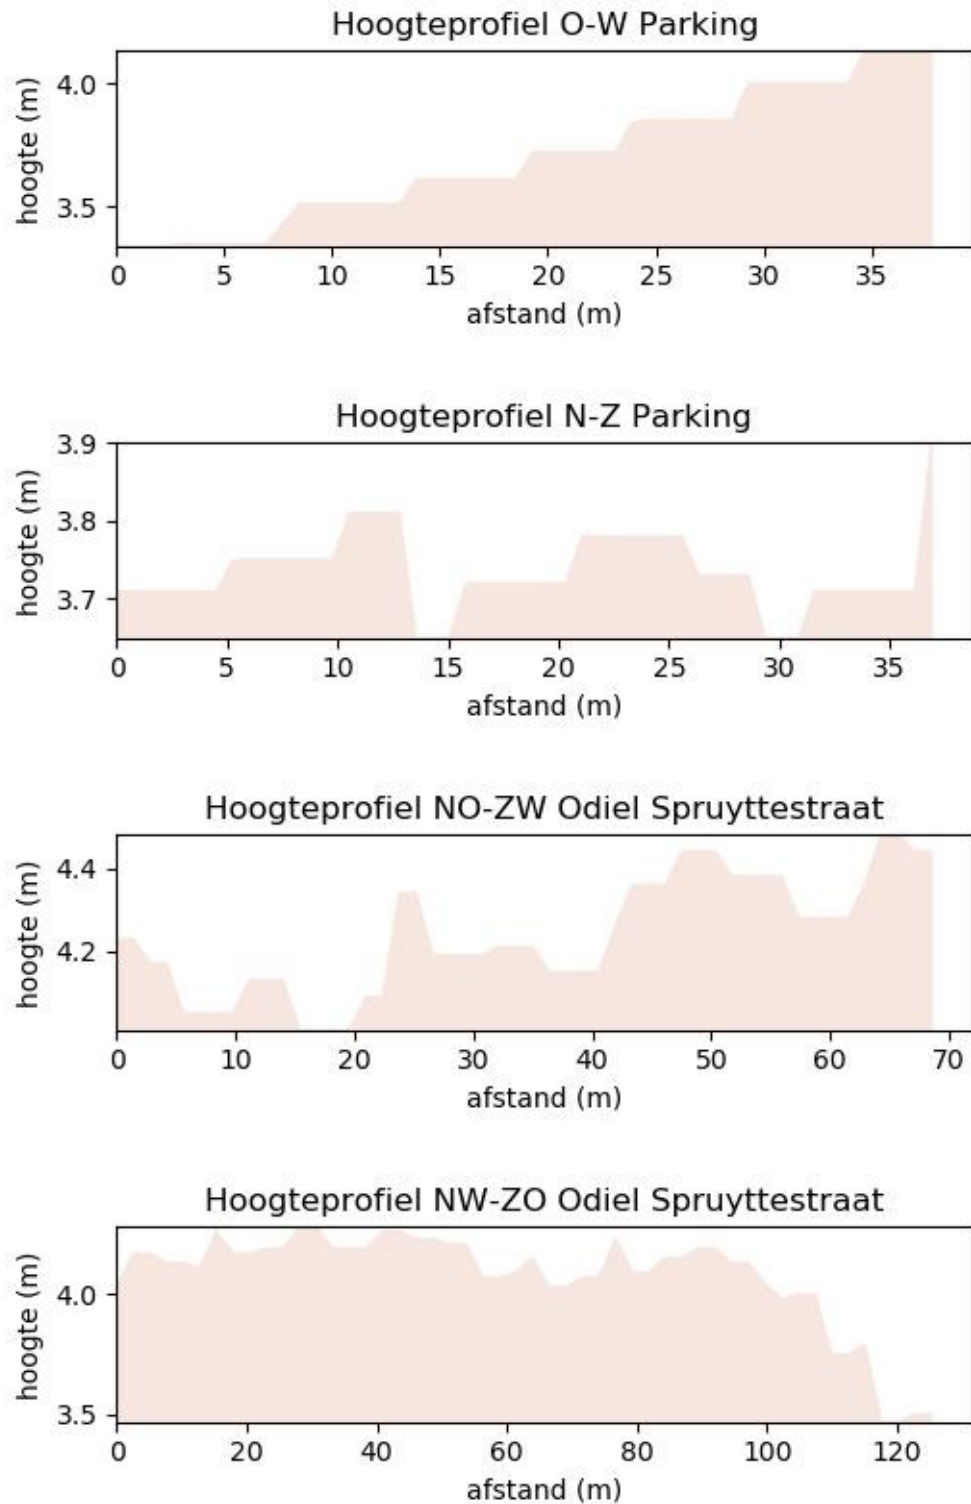 Hoogteprofiel O-W Parking
4.0
3.5
hoogte (m)
0 5 10 15 20 25 30 35
afstand (m)
Hoogteprofiel N-Z Parking
3.9
3.8
3.7
hoogte (m)
0 5 10 15 20 25 30 35
afstand (m)
Hoogteprofiel NO-ZW Odiel Spruyttestraat
4.4
4.2
hoogte (m)
0 10 20 30 40 50 60 70
afstand (m)
Hoogteprofiel NW-ZO Odiel Spruyttestraat
4.0
3.5
hoogte (m)
0 20 40 60 80 100 120
afstand (m)